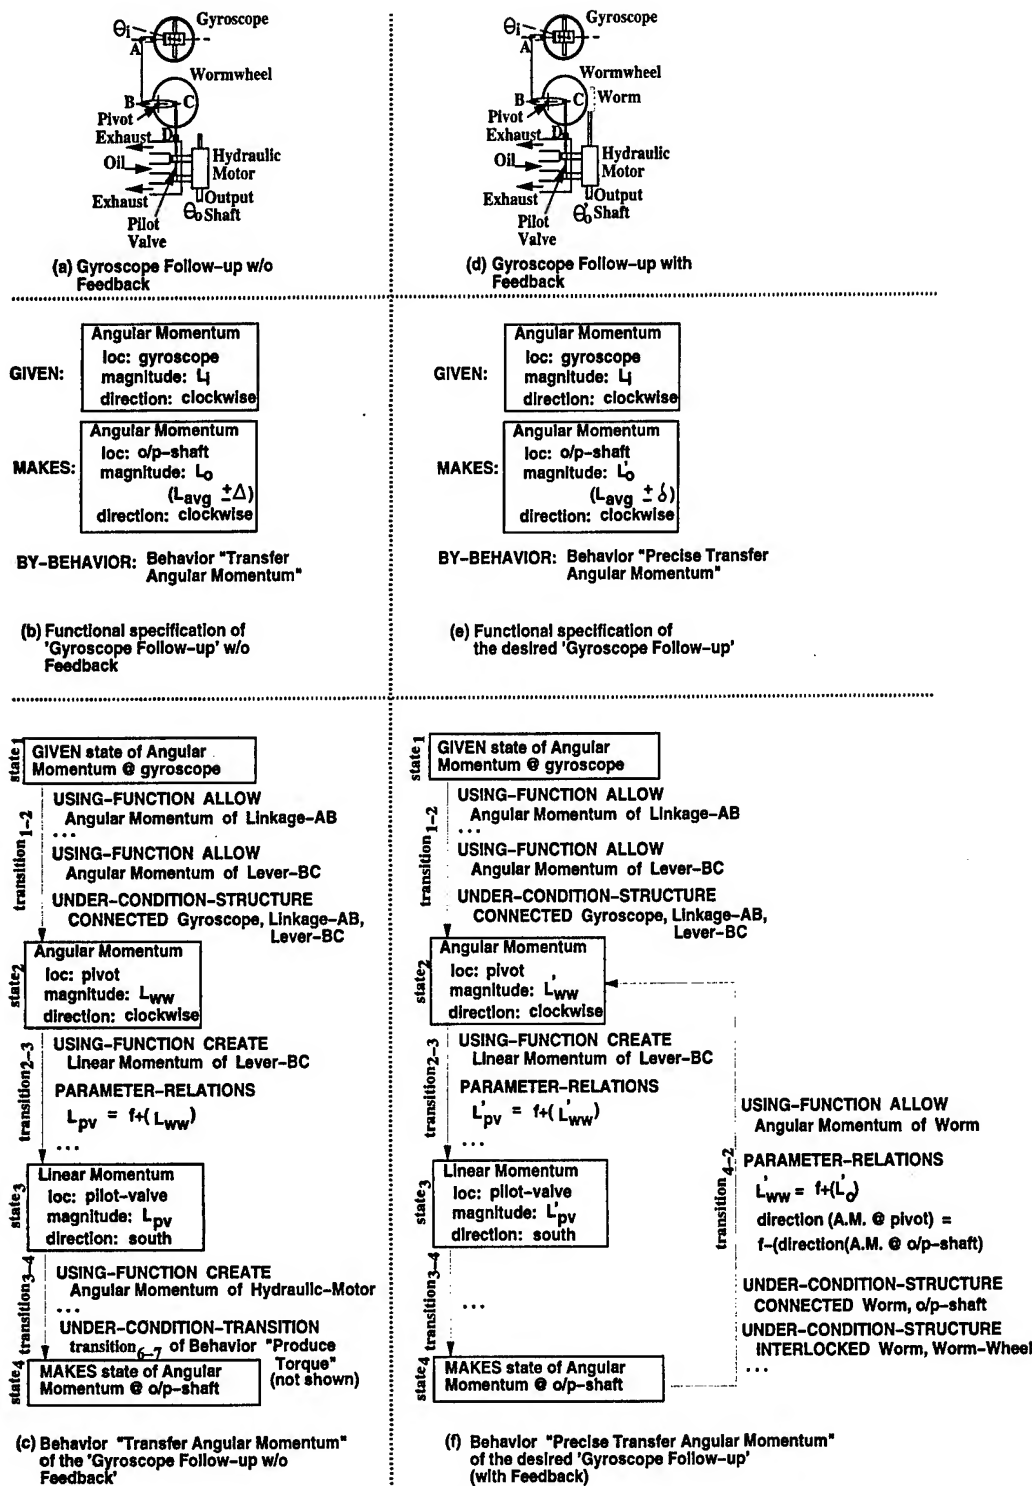 Θi
Gyroscope
A
Wormwheel
B
C
Pivot
D
Exhaust
Oil
Hydraulic
Motor
Exhaust
Output
Θo Shaft
Pilot
Valve
(a) Gyroscope Follow-up w/o
Feedback
Θi
Gyroscope
A
Wormwheel
B
C
Worm
Pivot
D
Exhaust
Oil
Hydraulic
Motor
Exhaust
Output
Θ'o Shaft
Pilot
Valve
(d) Gyroscope Follow-up with
Feedback
GIVEN:
Angular Momentum
loc: gyroscope
magnitude: Li
direction: clockwise
MAKES:
Angular Momentum
loc: o/p-shaft
magnitude: Lo
(Lavg ±Δ)
direction: clockwise
BY-BEHAVIOR: Behavior "Transfer
Angular Momentum"
(b) Functional specification of
'Gyroscope Follow-up' w/o
Feedback
GIVEN:
Angular Momentum
loc: gyroscope
magnitude: Li
direction: clockwise
MAKES:
Angular Momentum
loc: o/p-shaft
magnitude: L'o
(Lavg ± δ)
direction: clockwise
BY-BEHAVIOR: Behavior "Precise Transfer
Angular Momentum"
(e) Functional specification of
the desired 'Gyroscope Follow-up'
state1
GIVEN state of Angular
Momentum @ gyroscope
transition1-2
USING-FUNCTION ALLOW
Angular Momentum of Linkage-AB
...
USING-FUNCTION ALLOW
Angular Momentum of Lever-BC
UNDER-CONDITION-STRUCTURE
CONNECTED Gyroscope, Linkage-AB,
Lever-BC
state2
Angular Momentum
loc: pivot
magnitude: Lww
direction: clockwise
transition2-3
USING-FUNCTION CREATE
Linear Momentum of Lever-BC
PARAMETER-RELATIONS
Lpv = f+(Lww)
...
state3
Linear Momentum
loc: pilot-valve
magnitude: Lpv
direction: south
transition3-4
USING-FUNCTION CREATE
Angular Momentum of Hydraulic-Motor
...
UNDER-CONDITION-TRANSITION
transition6-7 of Behavior "Produce
Torque"
(not shown)
state4
MAKES state of Angular
Momentum @ o/p-shaft
(c) Behavior "Transfer Angular Momentum"
of the 'Gyroscope Follow-up w/o
Feedback'
state1
GIVEN state of Angular
Momentum @ gyroscope
transition1-2
USING-FUNCTION ALLOW
Angular Momentum of Linkage-AB
...
USING-FUNCTION ALLOW
Angular Momentum of Lever-BC
UNDER-CONDITION-STRUCTURE
CONNECTED Gyroscope, Linkage-AB,
Lever-BC
state2
Angular Momentum
loc: pivot
magnitude: L'ww
direction: clockwise
transition2-3
USING-FUNCTION CREATE
Linear Momentum of Lever-BC
PARAMETER-RELATIONS
L'pv = f+(L'ww)
...
state3
Linear Momentum
loc: pilot-valve
magnitude: L'pv
direction: south
transition3-4
...
state4
MAKES state of Angular
Momentum @ o/p-shaft
transition4-2
USING-FUNCTION ALLOW
Angular Momentum of Worm
PARAMETER-RELATIONS
L'ww = f+(L'o)
direction (A.M. @ pivot) =
f-(direction(A.M. @ o/p-shaft)
UNDER-CONDITION-STRUCTURE
CONNECTED Worm, o/p-shaft
UNDER-CONDITION-STRUCTURE
INTERLOCKED Worm, Worm-Wheel
...
(f) Behavior "Precise Transfer Angular Momentum"
of the desired 'Gyroscope Follow-up'
(with Feedback)